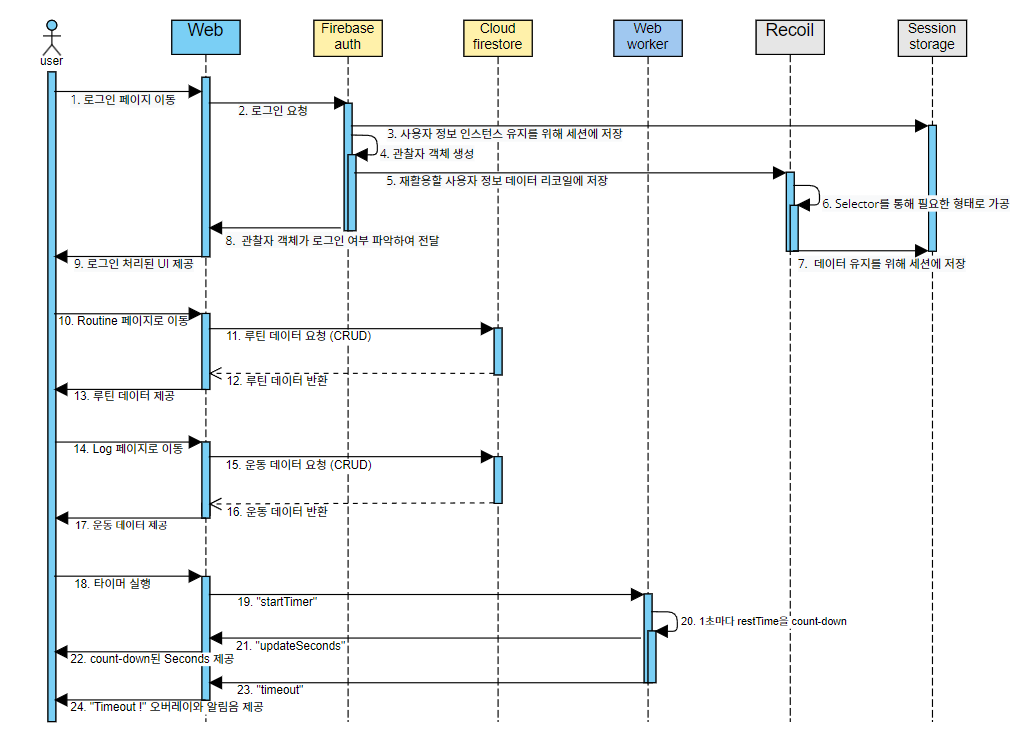 user
Web
Firebase
auth
Cloud
firestore
Web
worker
Recoil
Session
storage
1. 로그인 페이지 이동
2. 로그인 요청
3. 사용자 정보 인스턴스 유지를 위해 세션에 저장
4. 관찰자 객체 생성
5. 재활용할 사용자 정보 데이터 리코일에 저장
6. Selector를 통해 필요한 형태로 가공
8. 관찰자 객체가 로그인 여부 파악하여 전달
9. 로그인 처리된 UI 제공
7. 데이터 유지를 위해 세션에 저장
10. Routine 페이지로 이동
11. 루틴 데이터 요청 (CRUD)
12. 루틴 데이터 반환
13. 루틴 데이터 제공
14. Log 페이지로 이동
15. 운동 데이터 요청 (CRUD)
16. 운동 데이터 반환
17. 운동 데이터 제공
18. 타이머 실행
19. "startTimer"
20. 1초마다 restTime을 count-down
21. "updateSeconds"
22. count-down된 Seconds 제공
23. "timeout"
24. "Timeout !" 오버레이와 알림음 제공